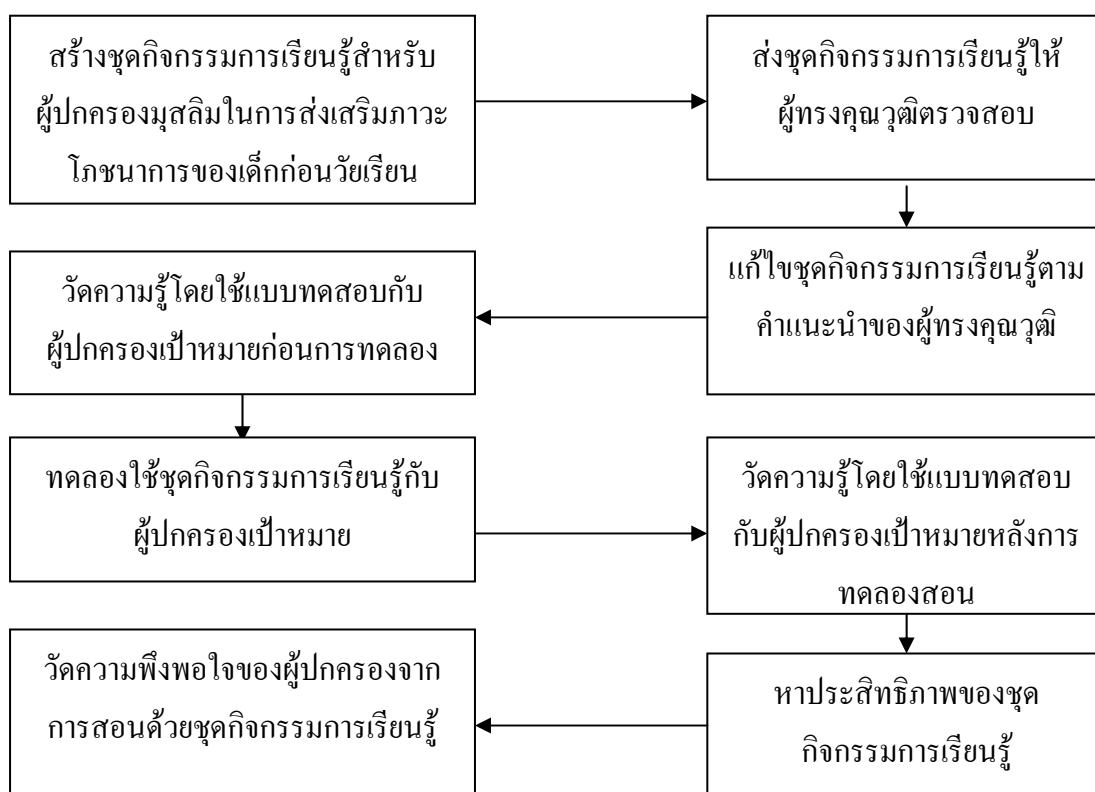 สร้างชุดกิจกรรมการเรียนรู้สำหรับ
ผู้ปกครองมุสลิมในการส่งเสริมภาวะ
โภชนาการของเด็กก่อนวัยเรียน
ส่งชุดกิจกรรมการเรียนรู้ให้
ผู้ทรงคุณวุฒิตรวจสอบ
แก้ไขชุดกิจกรรมการเรียนรู้ตาม
คำแนะนำของผู้ทรงคุณวุฒิ
วัดความรู้โดยใช้แบบทดสอบกับ
ผู้ปกครองเป้าหมายก่อนการทดลอง
ทดลองใช้ชุดกิจกรรมการเรียนรู้กับ
ผู้ปกครองเป้าหมาย
วัดความรู้โดยใช้แบบทดสอบ
กับผู้ปกครองเป้าหมายหลังการ
ทดลองสอน
หาประสิทธิภาพของชุด
กิจกรรมการเรียนรู้
วัดความพึงพอใจของผู้ปกครองจาก
การสอนด้วยชุดกิจกรรมการเรียนรู้